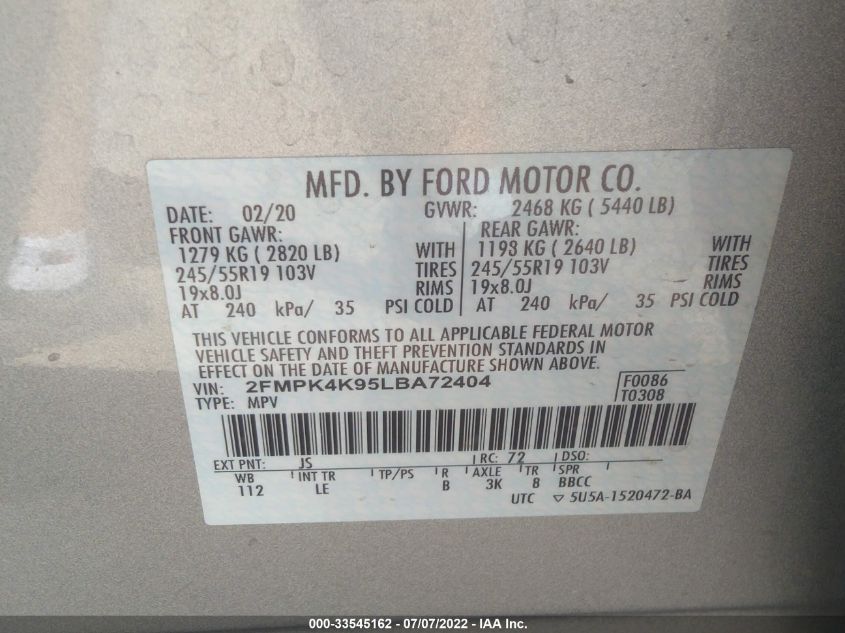 MFD. BY FORD MOTOR CO.
DATE: 02/20 GVWR: 2468 KG ( 5440 LB)
FRONT GAWR: REAR GAWR:
1279 KG ( 2820 LB) WITH 1193 KG ( 2640 LB) WITH
245/55R19 103V TIRES 245/55R19 103V TIRES
19x8.0J RIMS 19x8.0J RIMS
AT 240 kPa/ 35 PSI COLD AT 240 kPa/ 35 PSI COLD
THIS VEHICLE CONFORMS TO ALL APPLICABLE FEDERAL MOTOR
VEHICLE SAFETY AND THEFT PREVENTION STANDARDS IN
EFFECT ON THE DATE OF MANUFACTURE SHOWN ABOVE.
VIN: 2FMPK4K95LBA72404 F0086
TYPE: MPV T0308
EXT PNT: JS RC: 72 DSO:
WB INT TR TP/PS R AXLE TR SPR
112 LE B 3K 8 BBCC
UTC ▽ 5U5A-1520472-BA
000-33545162 - 07/07/2022 - IAA Inc.